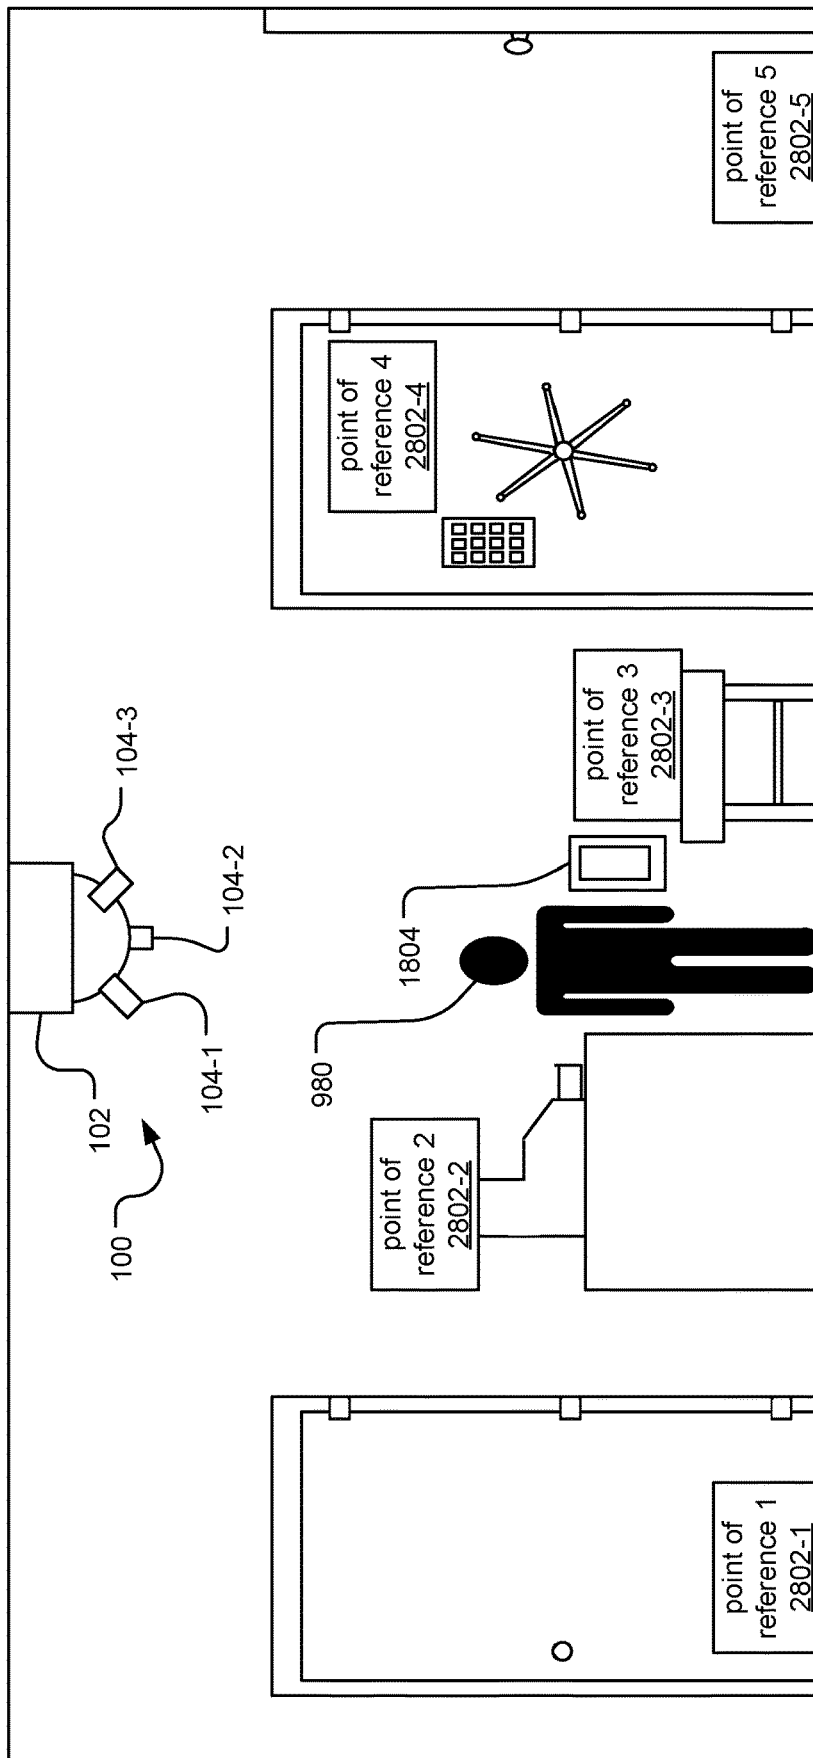 100
102
104-1
104-2
104-3
980
1804
point of
reference 1
2802-1
point of
reference 2
2802-2
point of
reference 3
2802-3
point of
reference 4
2802-4
point of
reference 5
2802-5